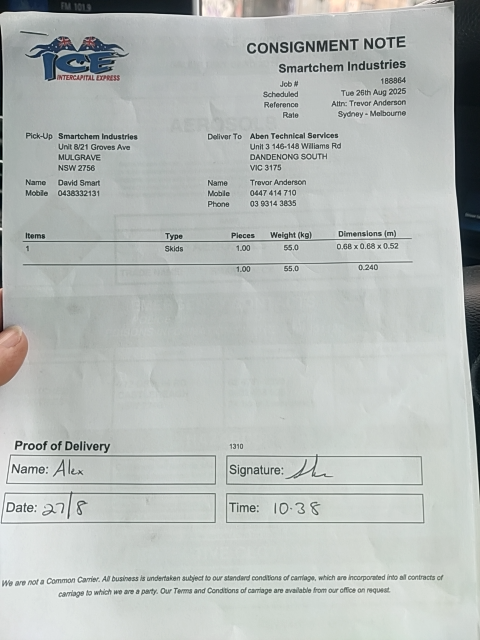 FM 101.9
ICE
INTERCAPITAL EXPRESS
CONSIGNMENT NOTE
Smartchem Industries
Job # 188864
Scheduled Tue 26th Aug 2025
Reference Attn: Trevor Anderson
Rate Sydney - Melbourne
Pick-Up Smartchem Industries
Unit 8/21 Groves Ave
MULGRAVE
NSW 2756
Name David Smart
Mobile 0438332131
Deliver To Aben Technical Services
Unit 3 146-148 Williams Rd
DANDENONG SOUTH
VIC 3175
Name Trevor Anderson
Mobile 0447 414 710
Phone 03 9314 3835
Items Type Pieces Weight (kg) Dimensions (m)
1 Skids 1.00 55.0 0.68 x 0.68 x 0.52
1.00 55.0 0.240
Proof of Delivery 1310
Name: Alex
Signature:
Date: 27/8
Time: 10.38
We are not a Common Carrier. All business is undertaken subject to our standard conditions of carriage, which are incorporated into all contracts of
carriage to which we are a party. Our Terms and Conditions of Carriage are available from our office on request.